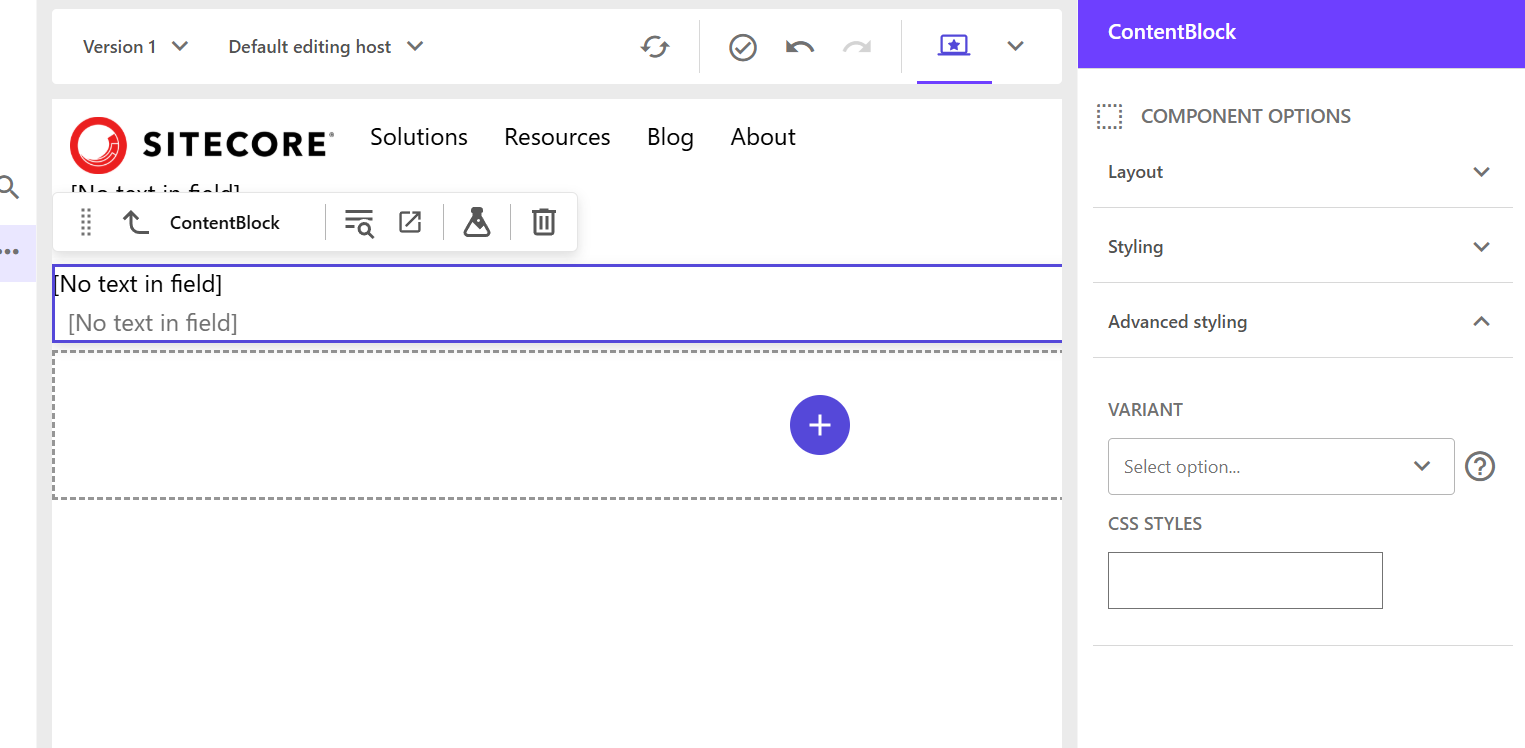 Version 1
Default editing host
ContentBlock
SITECORE
Solutions
Resources
Blog
About
[No text in field]
ContentBlock
[No text in field]
[No text in field]
COMPONENT OPTIONS
Layout
Styling
Advanced styling
VARIANT
Select option...
CSS STYLES